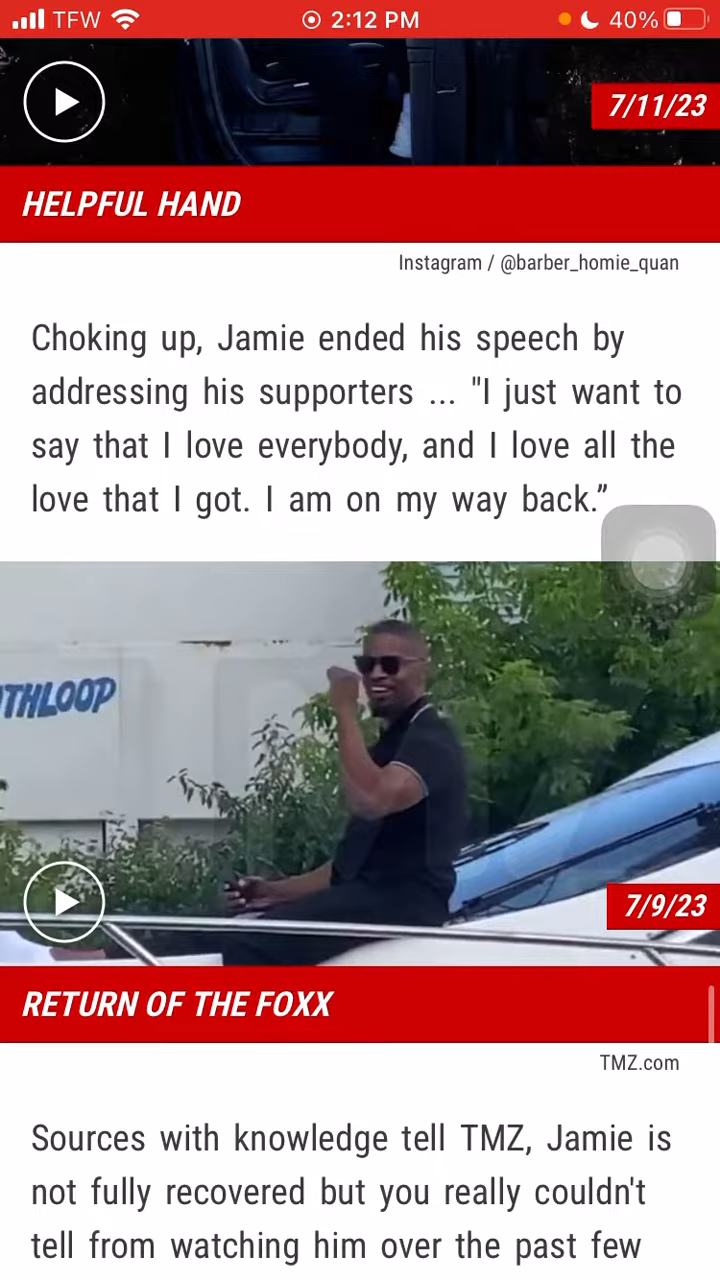 TFW 2:12 PM 40%
7/11/23
HELPFUL HAND
Instagram / @barber_homie_quan
Choking up, Jamie ended his speech by
addressing his supporters ... "I just want to
say that I love everybody, and I love all the
love that I got. I am on my way back.”
THLOOP
7/9/23
RETURN OF THE FOXX
TMZ.com
Sources with knowledge tell TMZ, Jamie is
not fully recovered but you really couldn't
tell from watching him over the past few